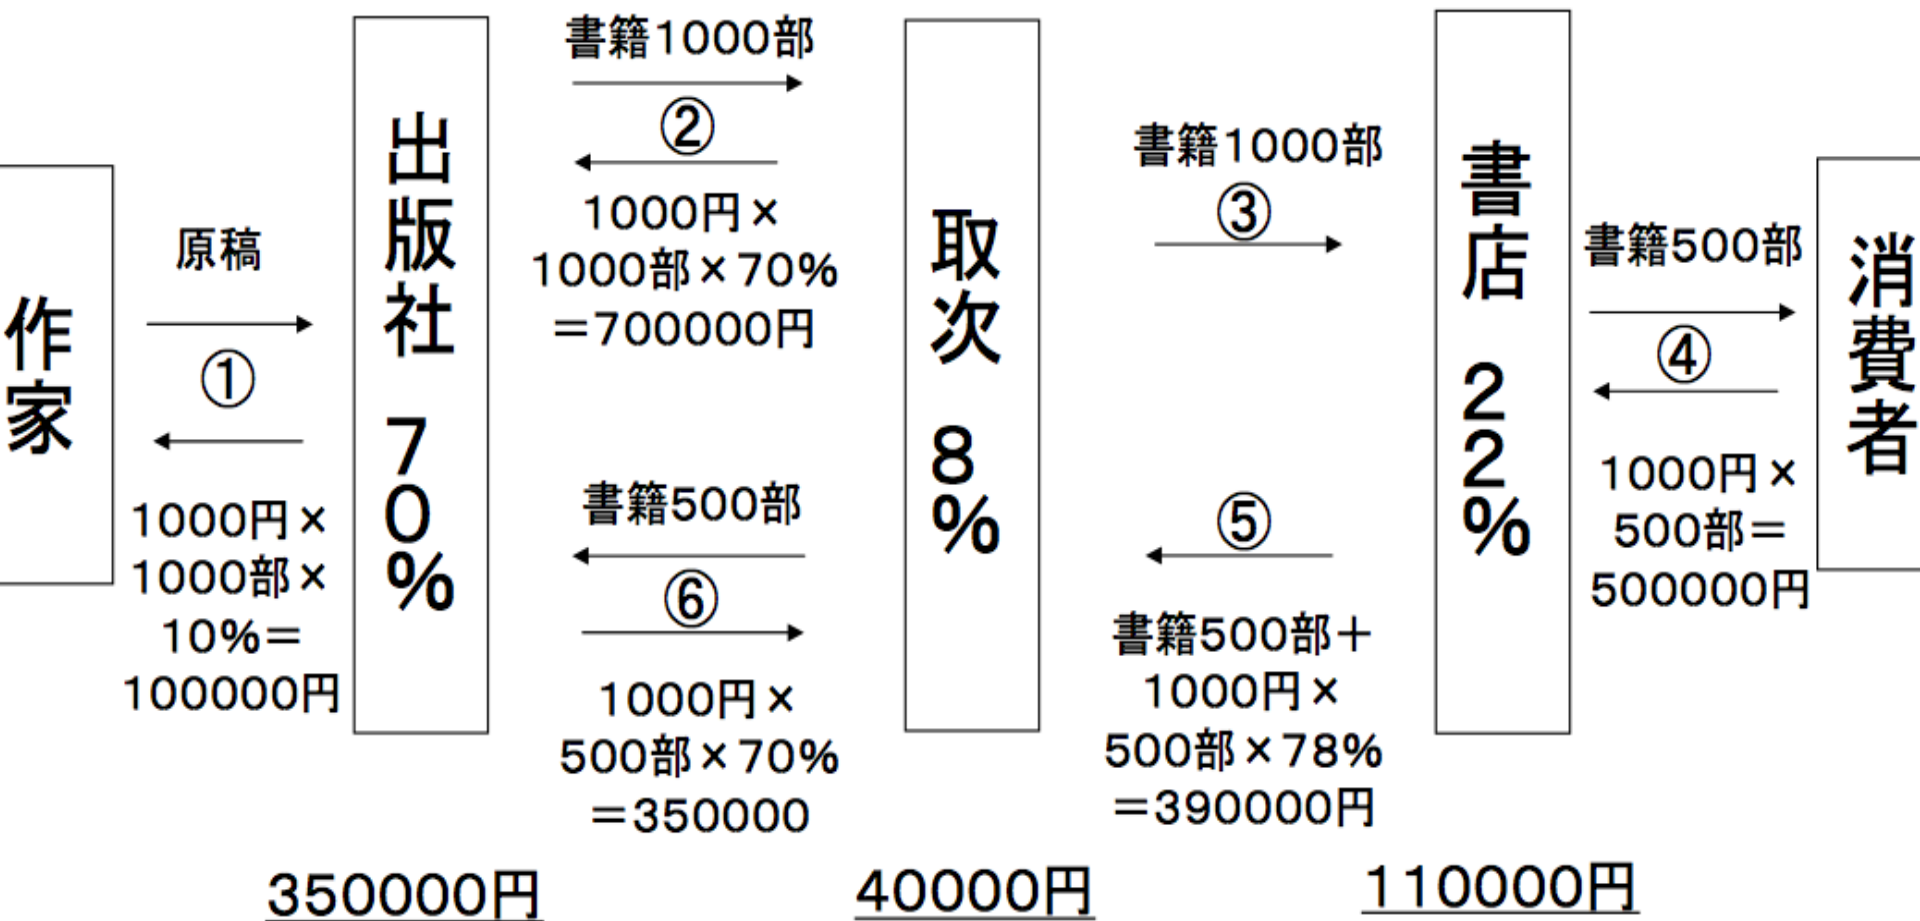 作家
原稿
①
1000円×
1000部×
10%＝
100000円
出版社 70%
書籍1000部
②
1000円×
1000部×70%
＝700000円
書籍500部
⑥
1000円×
500部×70%
＝350000
取次 8%
書籍1000部
③
⑤
書籍500部＋
1000円×
500部×78%
＝390000円
書店 22%
書籍500部
④
1000円×
500部＝
500000円
消費者
350000円
40000円
110000円